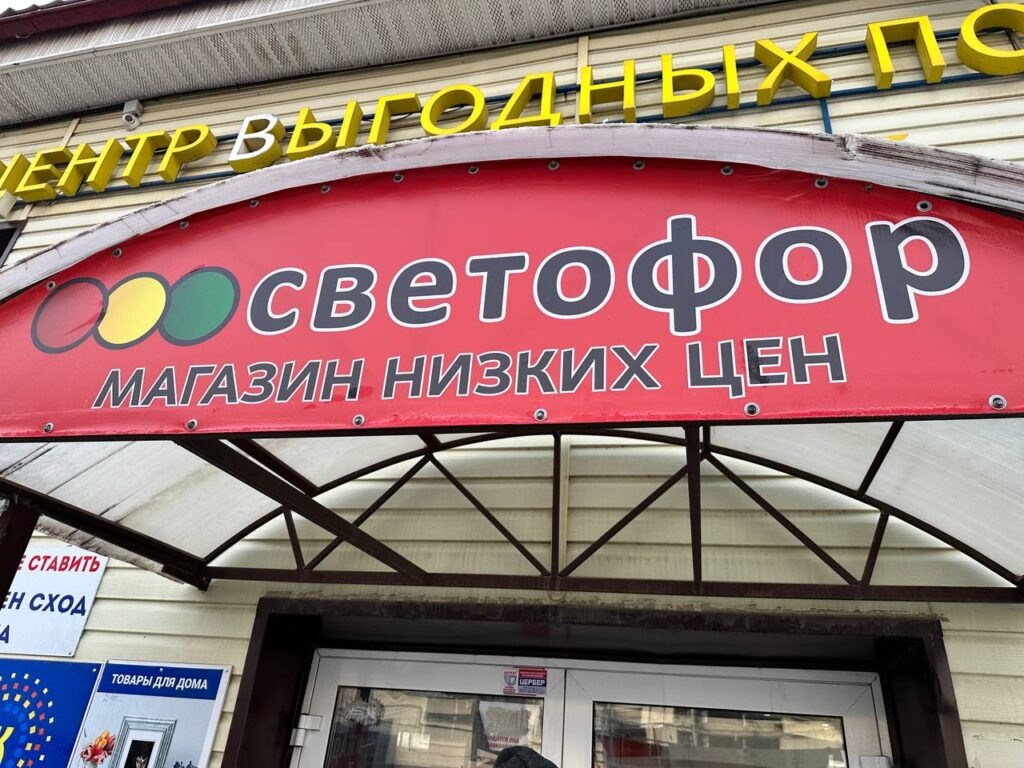 ЦЕНТР ВЫГОДНЫХ ПО
светофор
МАГАЗИН НИЗКИХ ЦЕН
Е СТАВИТЬ
ЕН СХОД
ТОВАРЫ ДЛЯ ДОМА
ЦЕРБЕР